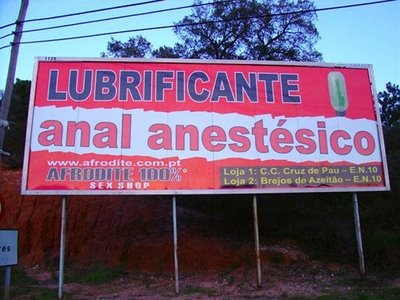 1128
LUBRIFICANTE
anal anestésico
www.afrodite.com.pt
AFRODITE 100%
SEX SHOP
Loja 1: C.C. Cruz de Pau – E.N.10
Loja 2: Brejos de Azeitão – E.N.10